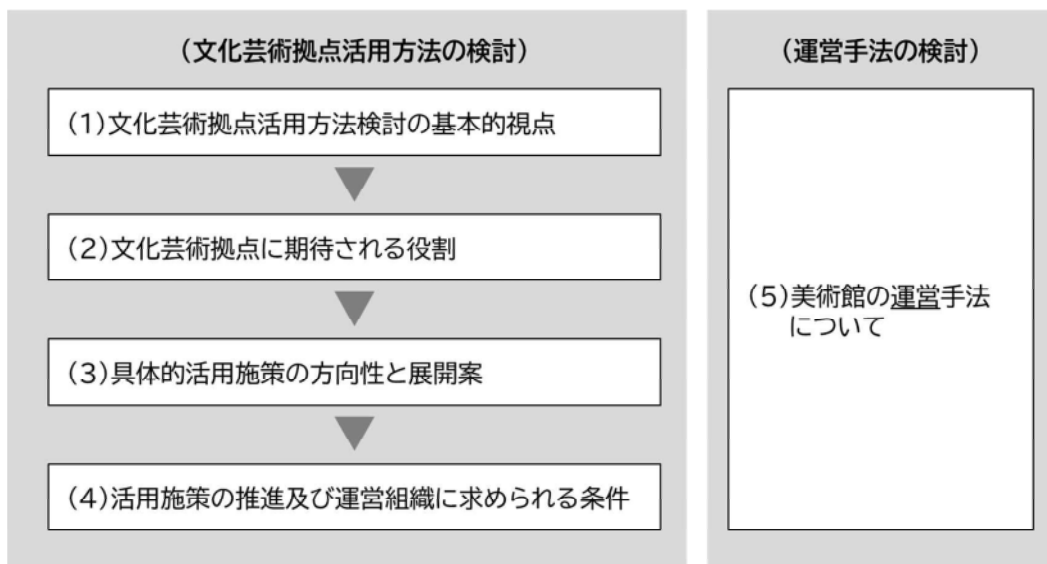 (文化芸術拠点活用方法の検討)
(1)文化芸術拠点活用方法検討の基本的視点
(2)文化芸術拠点に期待される役割
(3)具体的活用施策の方向性と展開案
(4)活用施策の推進及び運営組織に求められる条件
(運営手法の検討)
(5)美術館の運営手法
について